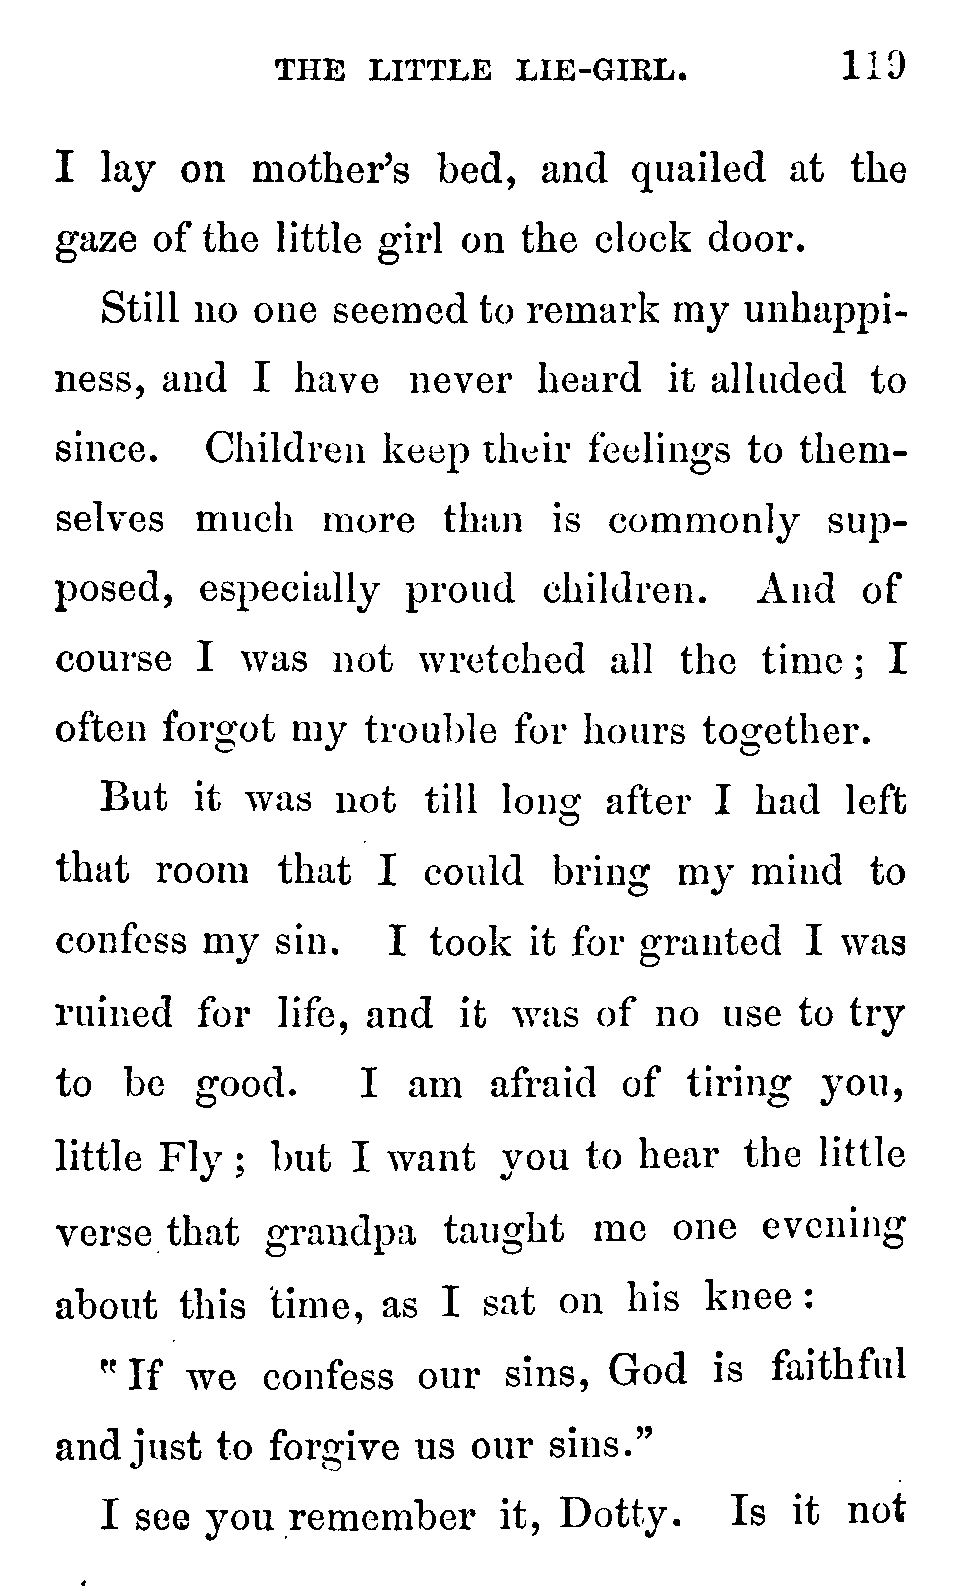 THE LITTLE LIE-GIRL. 119
I lay on mother's bed, and quailed at the
gaze of the little girl on the clock door.
Still no one seemed to remark my unhappi-
ness, and I have never heard it alluded to
since. Children keep their feelings to them-
selves much more than is commonly sup-
posed, especially proud children. And of
course I was not wretched all the time; I
often forgot my trouble for hours together.
But it was not till long after I had left
that room that I could bring my mind to
confess my sin. I took it for granted I was
ruined for life, and it was of no use to try
to be good. I am afraid of tiring you,
little Fly; but I want you to hear the little
verse that grandpa taught me one evening
about this time, as I sat on his knee:
"If we confess our sins, God is faithful
and just to forgive us our sins."
I see you remember it, Dotty. Is it not